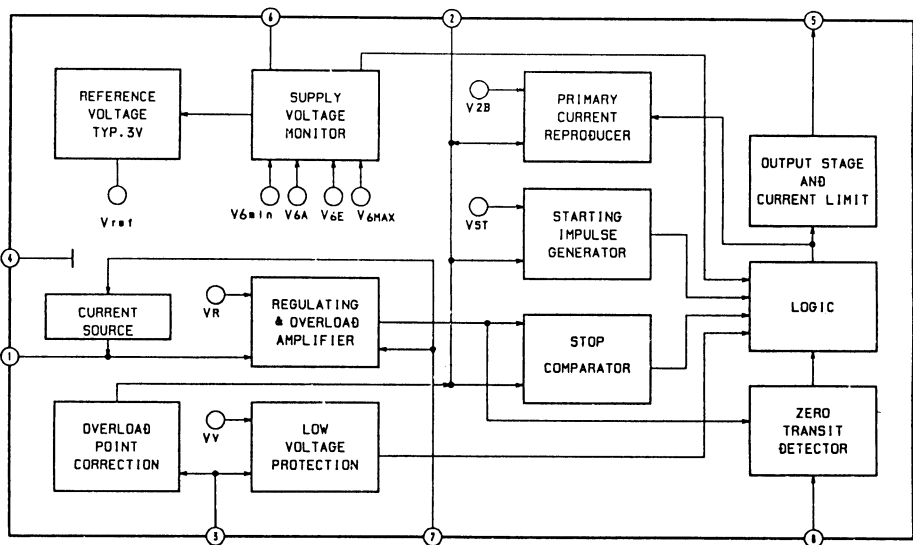 6
2
5
REFERENCE
VOLTAGE
TYP.3V
SUPPLY
VOLTAGE
MONITOR
V2B
PRIMARY
CURRENT
REPRODUCER
OUTPUT STAGE
AND
CURRENT LIMIT
Vref
V6min
V6A
V6E
V6MAX
VST
STARTING
IMPULSE
GENERATOR
4
CURRENT
SOURCE
VR
REGULATING
& OVERLOAD
AMPLIFIER
LOGIC
1
STOP
COMPARATOR
OVERLOAD
POINT
CORRECTION
VV
LOW
VOLTAGE
PROTECTION
ZERO
TRANSIT
DETECTOR
3
7
8